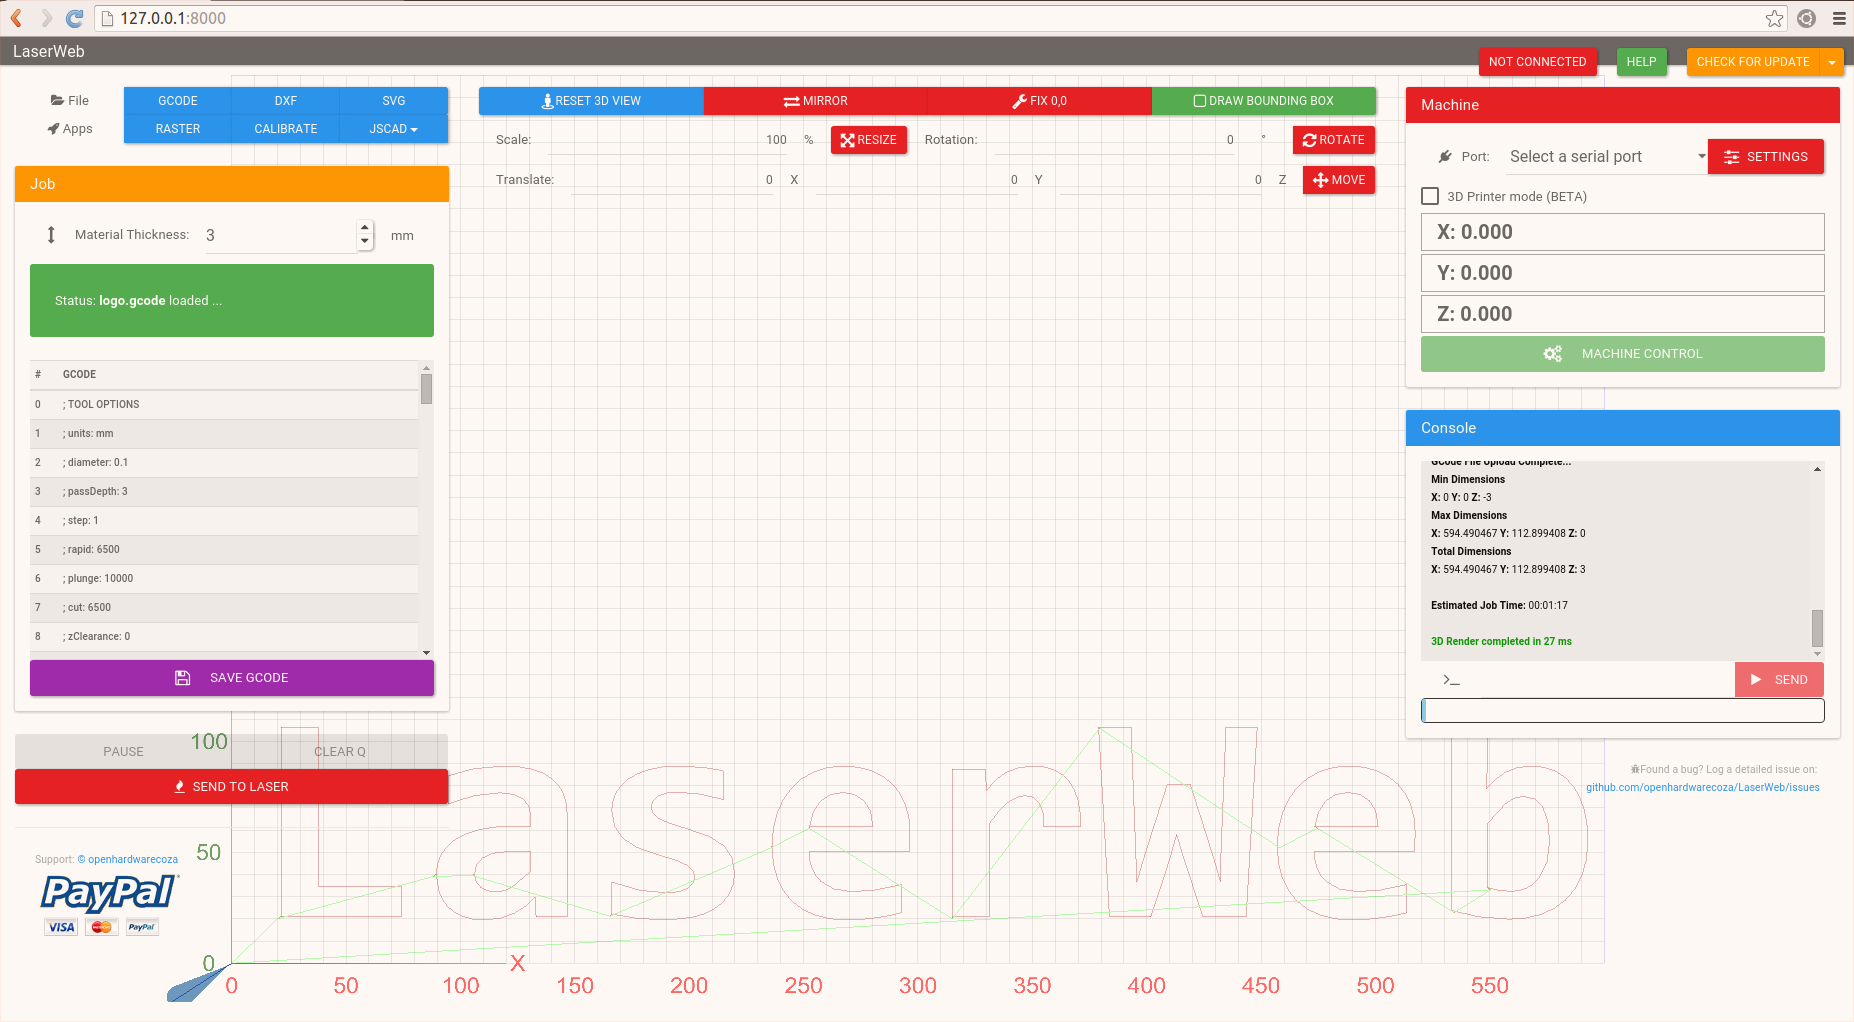 127.0.0.1:8000
LaserWeb
NOT CONNECTED
HELP
CHECK FOR UPDATE
File
GCODE
DXF
SVG
Apps
RASTER
CALIBRATE
JSCAD
RESET 3D VIEW
MIRROR
FIX 0,0
DRAW BOUNDING BOX
Scale: 100 %
RESIZE
Rotation: 0 °
ROTATE
Translate: 0 X 0 Y 0 Z
MOVE
Job
Material Thickness: 3 mm
Status: logo.gcode loaded ...
# GCODE
0 ; TOOL OPTIONS
1 ; units: mm
2 ; diameter: 0.1
3 ; passDepth: 3
4 ; step: 1
5 ; rapid: 6500
6 ; plunge: 10000
7 ; cut: 6500
8 ; zClearance: 0
SAVE GCODE
PAUSE
CLEAR Q
SEND TO LASER
Support: © openhardwarecoza
PayPal
VISA
MasterCard
PayPal
Machine
Port: Select a serial port
SETTINGS
3D Printer mode (BETA)
X: 0.000
Y: 0.000
Z: 0.000
MACHINE CONTROL
Console
GCode File Upload Complete...
Min Dimensions
X: 0 Y: 0 Z: -3
Max Dimensions
X: 594.490467 Y: 112.899408 Z: 0
Total Dimensions
X: 594.490467 Y: 112.899408 Z: 3
Estimated Job Time: 00:01:17
3D Render completed in 27 ms
>_
SEND
Found a bug? Log a detailed issue on:
github.com/openhardwarecoza/LaserWeb/issues
LaserWeb
100
50
0
X
0 50 100 150 200 250 300 350 400 450 500 550